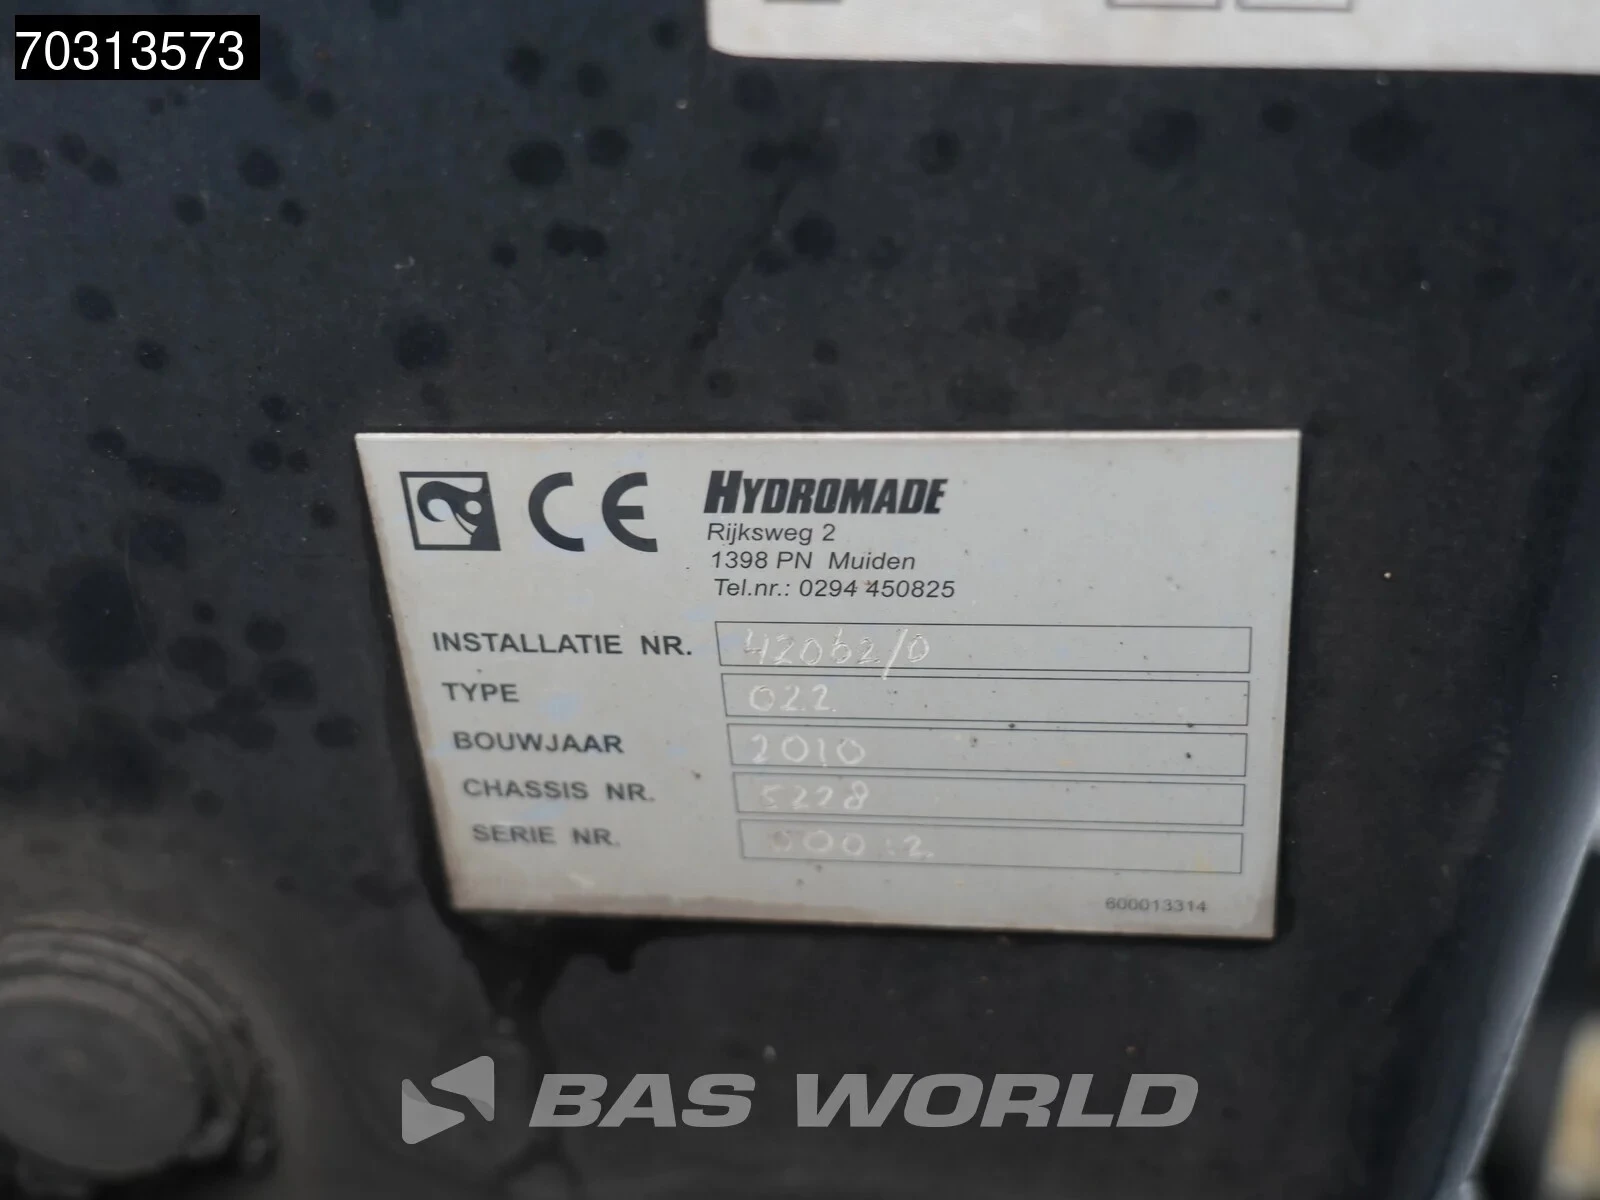 70313573
CE HYDROMADE
Rijksweg 2
1398 PN Muiden
Tel.nr.: 0294 450825
INSTALLATIE NR. 42062/0
TYPE 022
BOUWJAAR 2010
CHASSIS NR. 5228
SERIE NR.
600013314
BAS WORLD